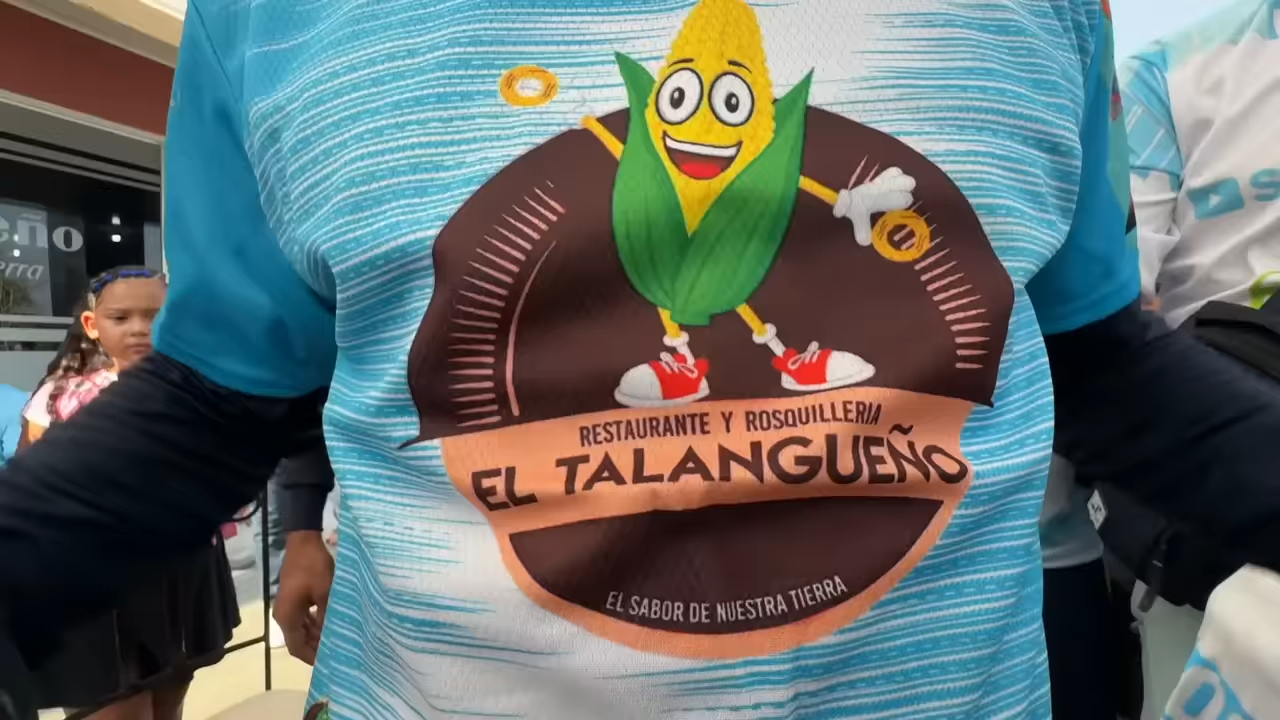 RESTAURANTE Y ROSQUILLERIA
EL TALANGUEÑO
EL SABOR DE NUESTRA TIERRA